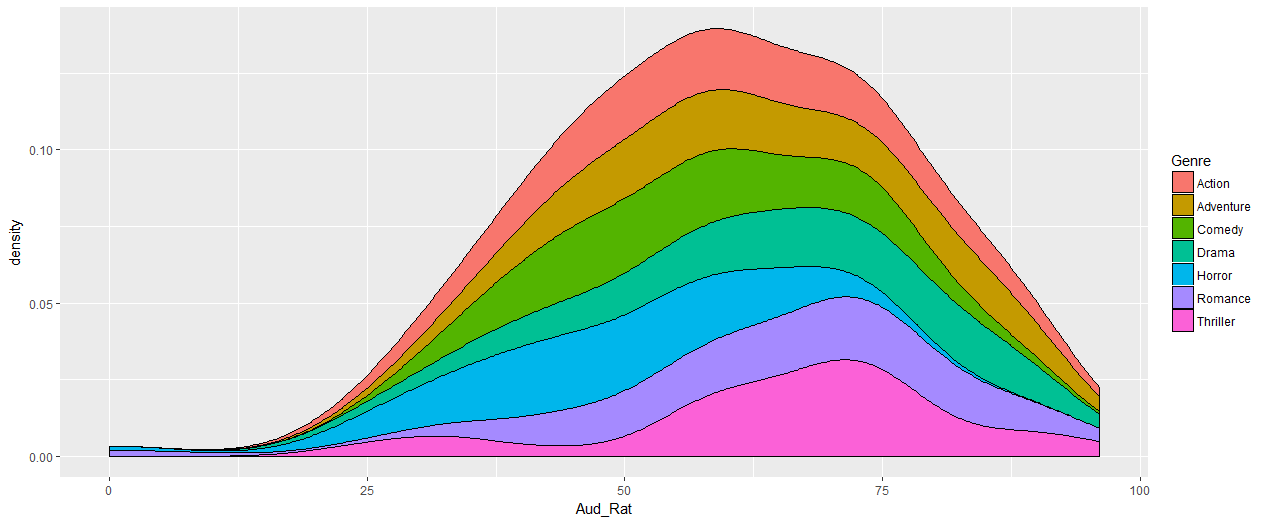 density
0.10
0.05
0.00
0
25
50
75
100
Aud_Rat
Genre
Action
Adventure
Comedy
Drama
Horror
Romance
Thriller